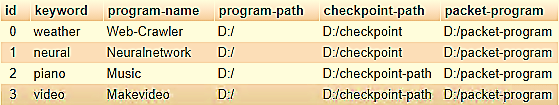 id keyword program-name program-path checkpoint-path packet-program
0 weather Web-Crawler D:/ D:/checkpoint D:/packet-program
1 neural Neuralnetwork D:/ D:/checkpoint D:/packet-program
2 piano Music D:/ D:/checkpoint-path D:/packet-program
3 video Makevideo D:/ D:/checkpoint-path D:/packet-program